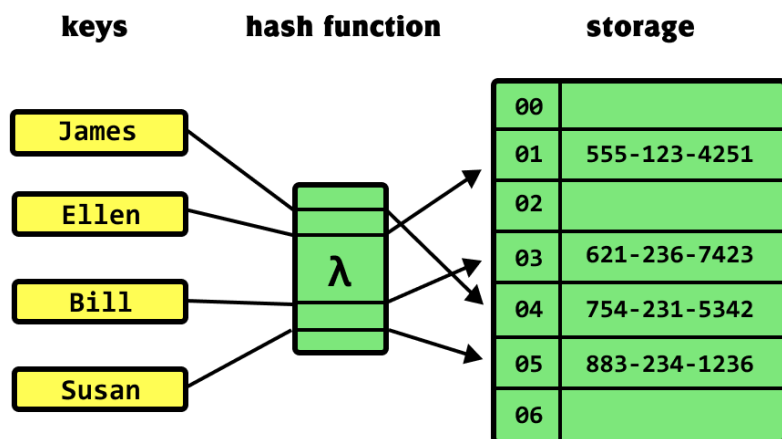 keys
hash function
storage
James
Ellen
Bill
Susan
λ
00
01 555-123-4251
02
03 621-236-7423
04 754-231-5342
05 883-234-1236
06